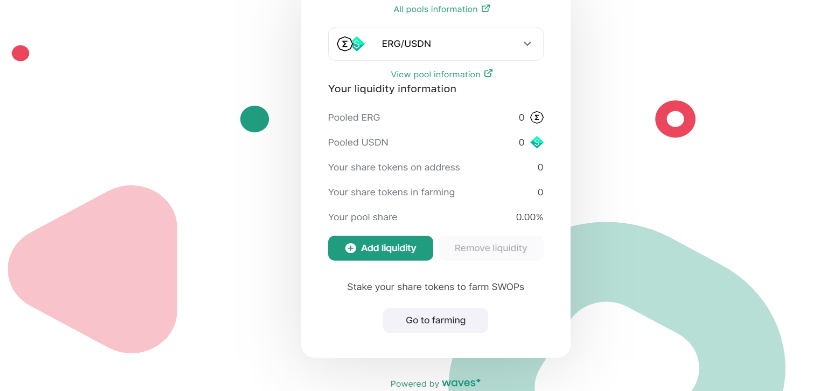 All pools information
ERG/USDN
View pool information
Your liquidity information
Pooled ERG 0
Pooled USDN 0
Your share tokens on address 0
Your share tokens in farming 0
Your pool share 0.00%
Add liquidity Remove liquidity
Stake your share tokens to farm SWOPs
Go to farming
Powered by waves